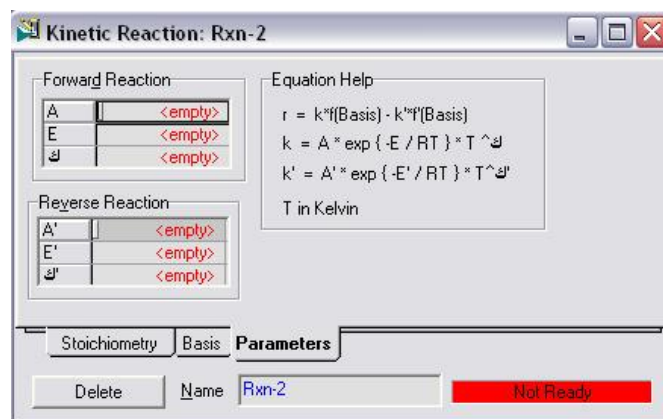 Kinetic Reaction: Rxn-2
Forward Reaction
A <empty>
E <empty>
ك <empty>
Reverse Reaction
A' <empty>
E' <empty>
ك' <empty>
Equation Help
r = k*f(Basis) - k'*f'(Basis)
k = A * exp { -E / RT } * T ^ك
k' = A' * exp { -E' / RT } * T^ك'
T in Kelvin
Stoichiometry Basis Parameters
Delete Name Rxn-2 Not Ready